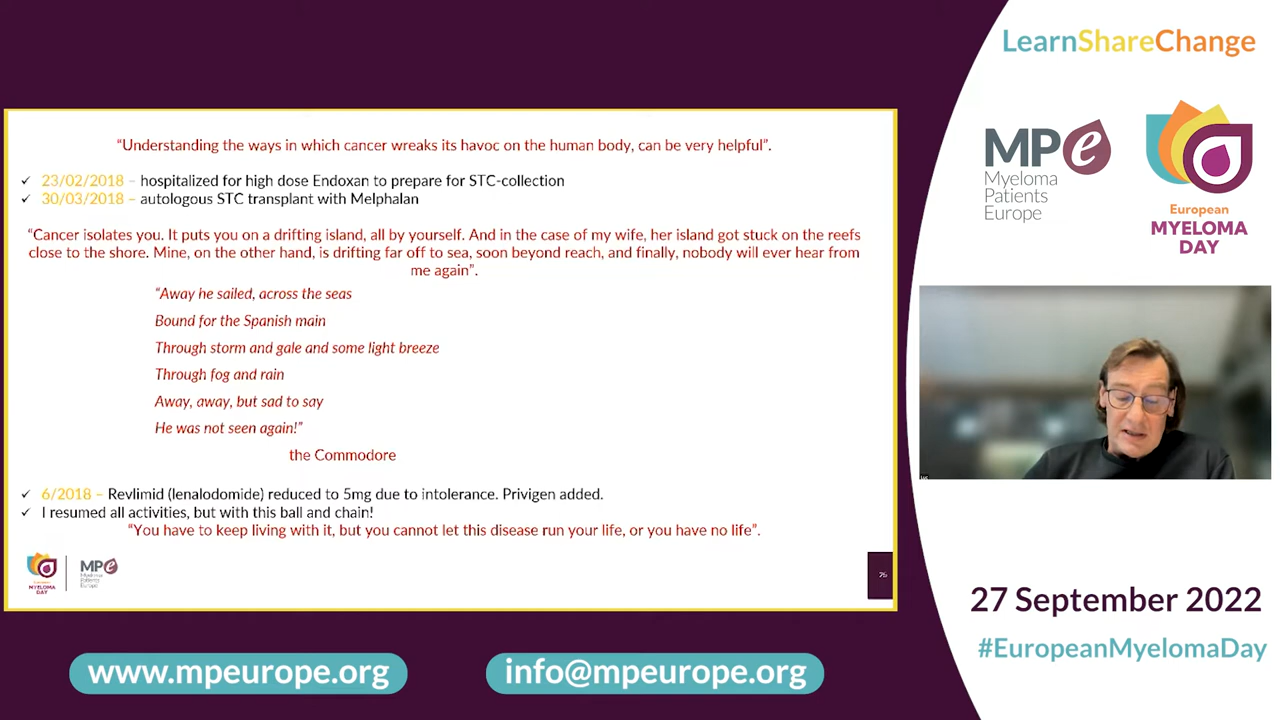 LearnShareChange
MPe
Myeloma
Patients
Europe
European
MYELOMA
DAY
“Understanding the ways in which cancer wreaks its havoc on the human body, can be very helpful”.
✓ 23/02/2018 – hospitalized for high dose Endoxan to prepare for STC-collection
✓ 30/03/2018 – autologous STC transplant with Melphalan
“Cancer isolates you. It puts you on a drifting island, all by yourself. And in the case of my wife, her island got stuck on the reefs
close to the shore. Mine, on the other hand, is drifting far off to sea, soon beyond reach, and finally, nobody will ever hear from
me again”.
“Away he sailed, across the seas
Bound for the Spanish main
Through storm and gale and some light breeze
Through fog and rain
Away, away, but sad to say
He was not seen again!”
the Commodore
✓ 6/2018 – Revlimid (lenalodomide) reduced to 5mg due to intolerance. Privigen added.
✓ I resumed all activities, but with this ball and chain!
“You have to keep living with it, but you cannot let this disease run your life, or you have no life”.
MYELOMA
DAY
MPe
Myeloma
Patients
Europe
27 September 2022
#EuropeanMyelomaDay
www.mpeurope.org
info@mpeurope.org